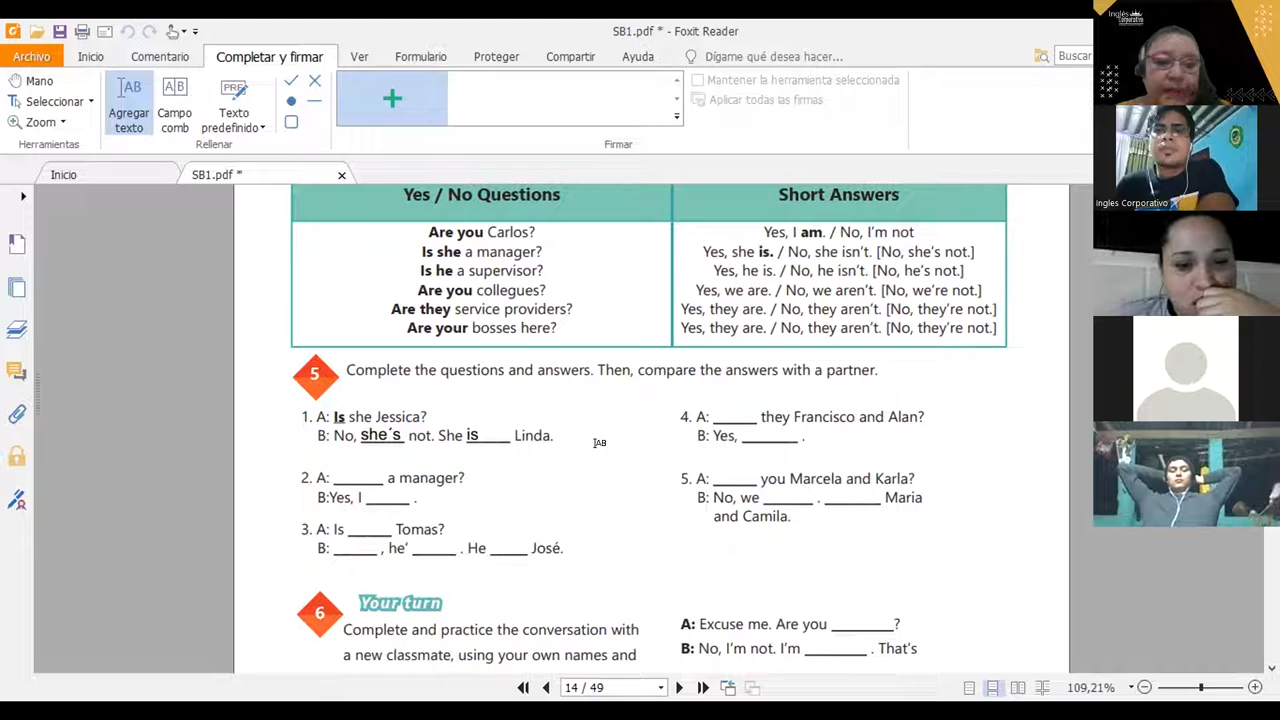 SB1.pdf * - Foxit Reader
Archivo Inicio Comentario Completar y firmar Ver Formulario Proteger Compartir Ayuda Dígame qué desea hacer... Buscar
Mano
Seleccionar
Zoom
Herramientas
Agregar texto
Campo comb
Texto predefinido
Rellenar
Mantener la herramienta seleccionada
Aplicar todas las firmas
Firmar
Inicio SB1.pdf *
Yes / No Questions Short Answers
Are you Carlos? Yes, I am. / No, I'm not
Is she a manager? Yes, she is. / No, she isn't. [No, she's not.]
Is he a supervisor? Yes, he is. / No, he isn't. [No, he's not.]
Are you collegues? Yes, we are. / No, we aren't. [No, we're not.]
Are they service providers? Yes, they are. / No, they aren't. [No, they're not.]
Are your bosses here? Yes, they are. / No, they aren't. [No, they're not.]
5 Complete the questions and answers. Then, compare the answers with a partner.
1. A: Is she Jessica?
B: No, she´s not. She is____ Linda.
2. A: _______ a manager?
B:Yes, I ______ .
3. A: Is ______ Tomas?
B: ______ , he' ______ . He _____ José.
4. A: ______ they Francisco and Alan?
B: Yes, ________ .
5. A: ______ you Marcela and Karla?
B: No, we _______ . ________ Maria
and Camila.
6 Your turn
Complete and practice the conversation with
a new classmate, using your own names and
A: Excuse me. Are you _________?
B: No, I'm not. I'm _________ . That's
14 / 49
109,21%
Inglés
Corporativo
Ingles Corporativo